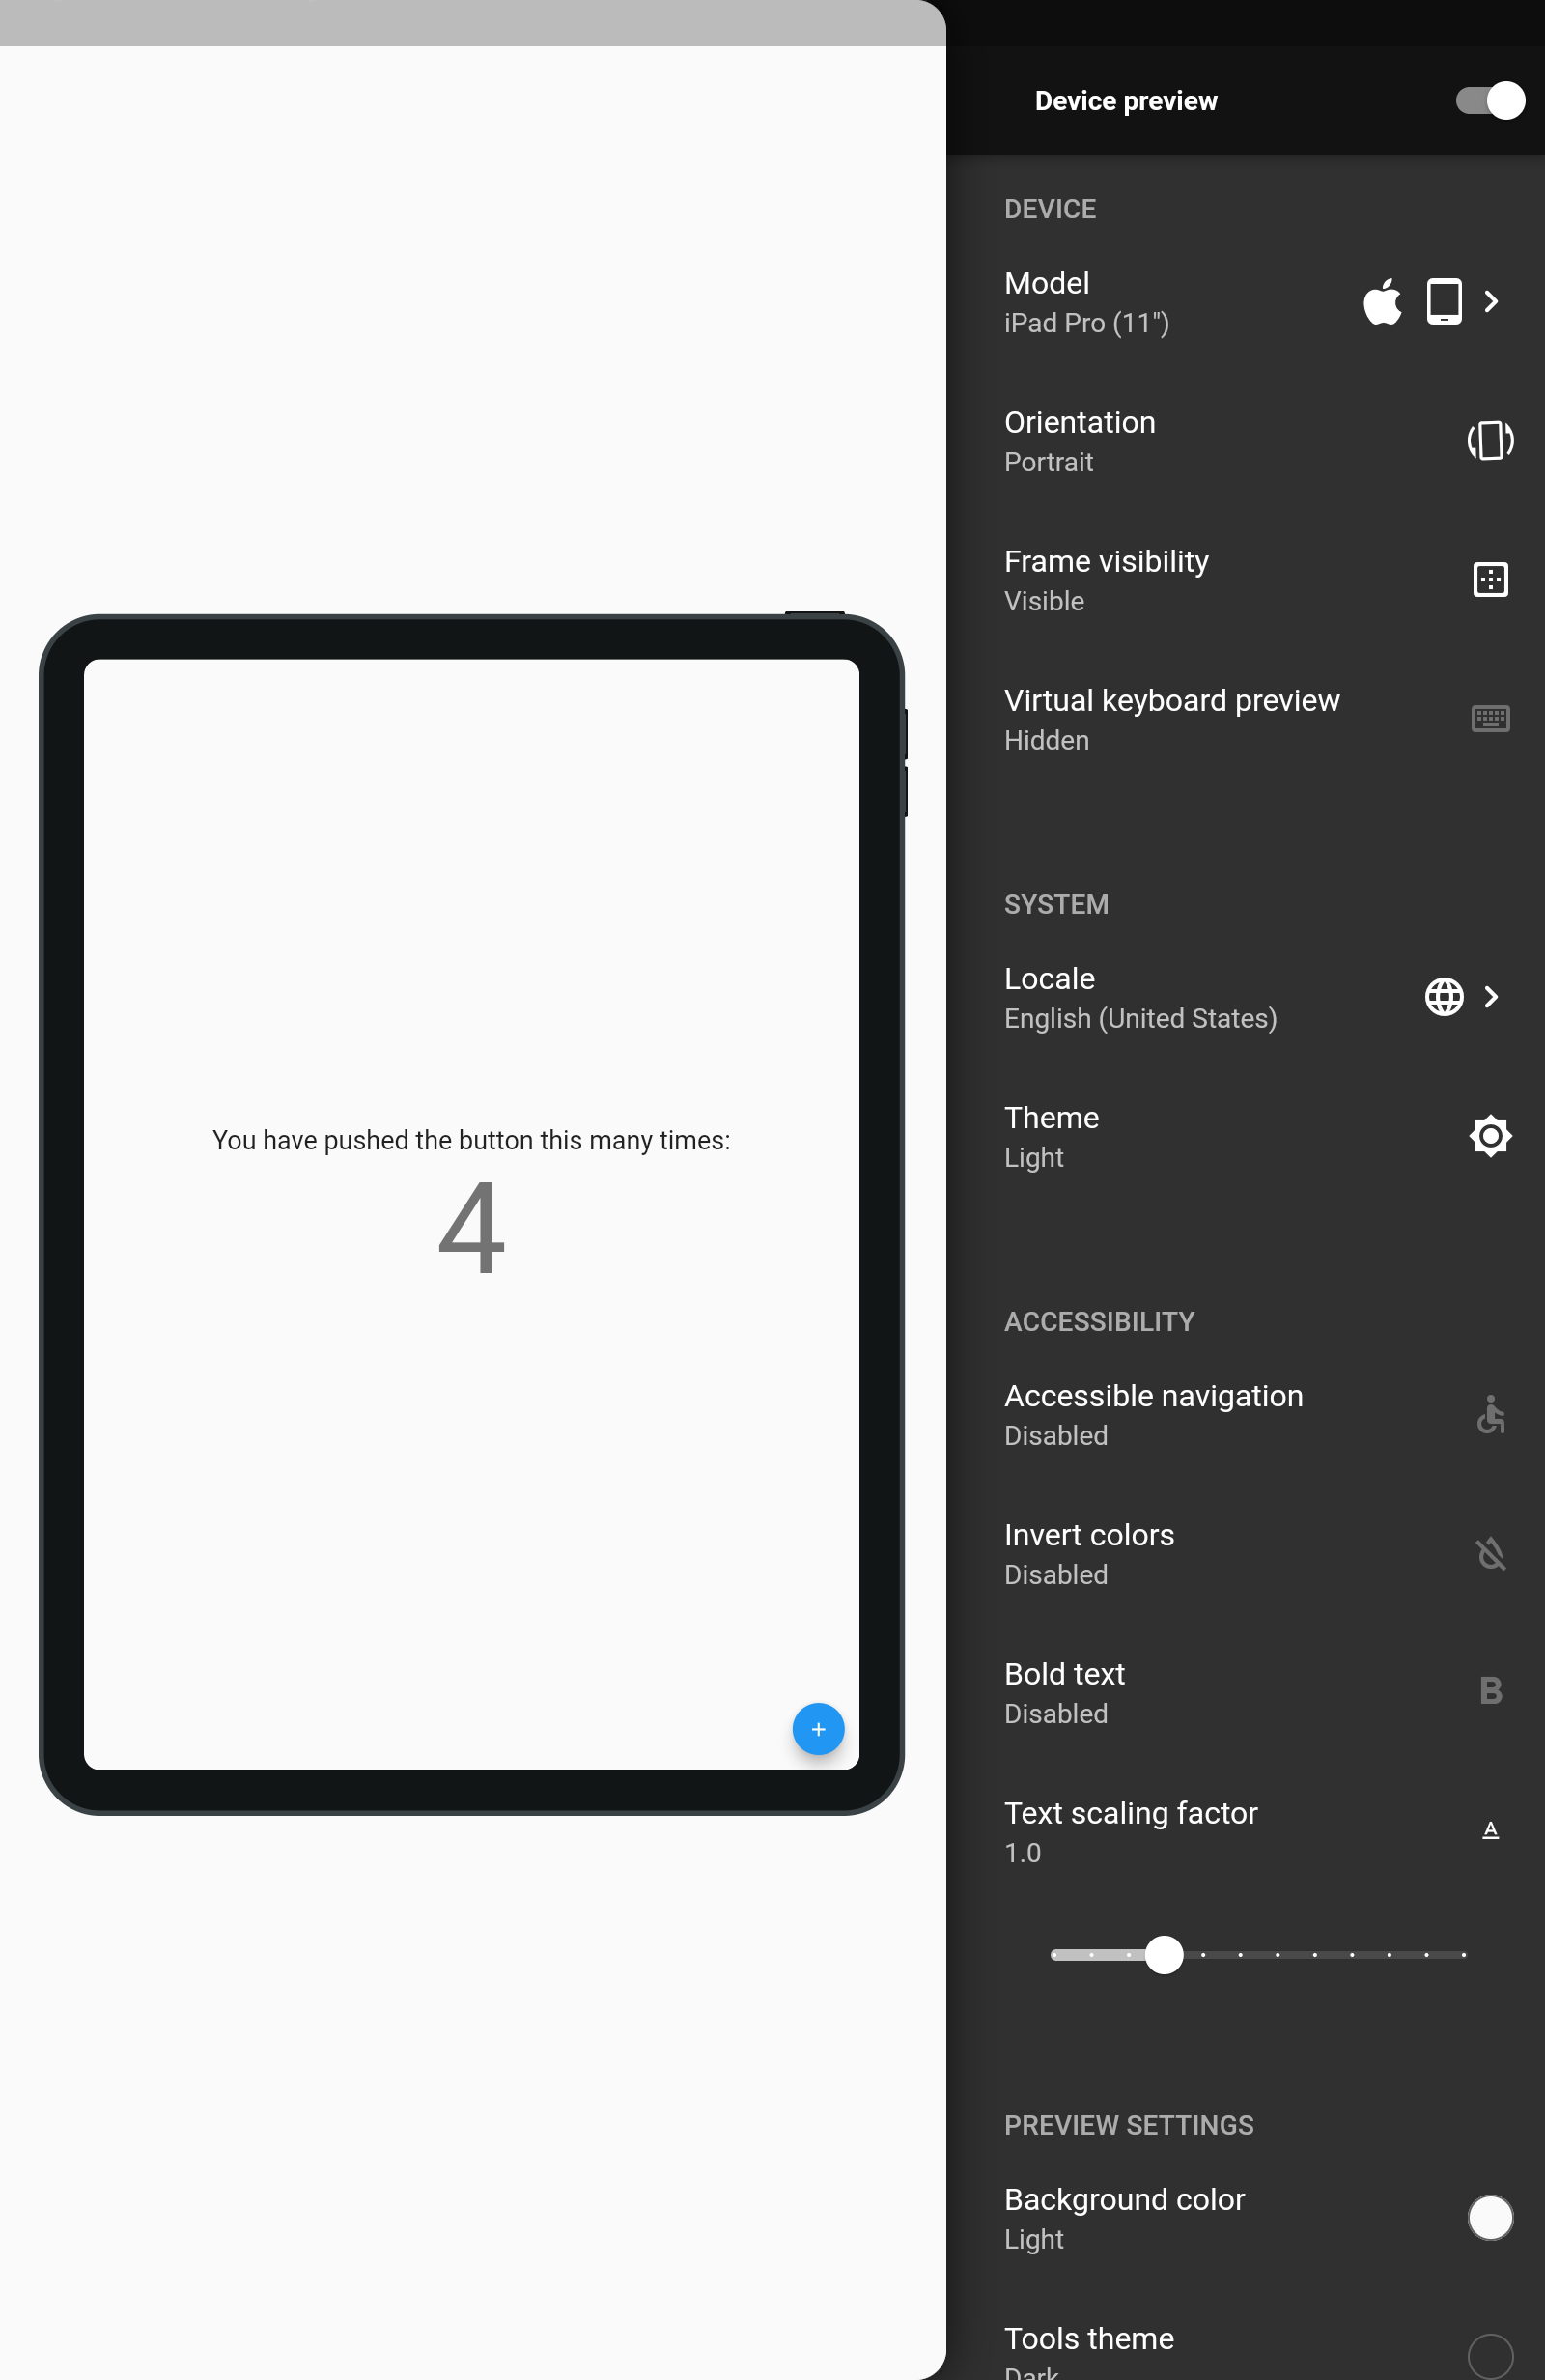 Device preview
DEVICE
Model
iPad Pro (11")
Orientation
Portrait
Frame visibility
Visible
Virtual keyboard preview
Hidden
SYSTEM
Locale
English (United States)
Theme
Light
ACCESSIBILITY
Accessible navigation
Disabled
Invert colors
Disabled
Bold text
Disabled
B
Text scaling factor
1.0
A
PREVIEW SETTINGS
Background color
Light
Tools theme
Dark
You have pushed the button this many times:
4
+